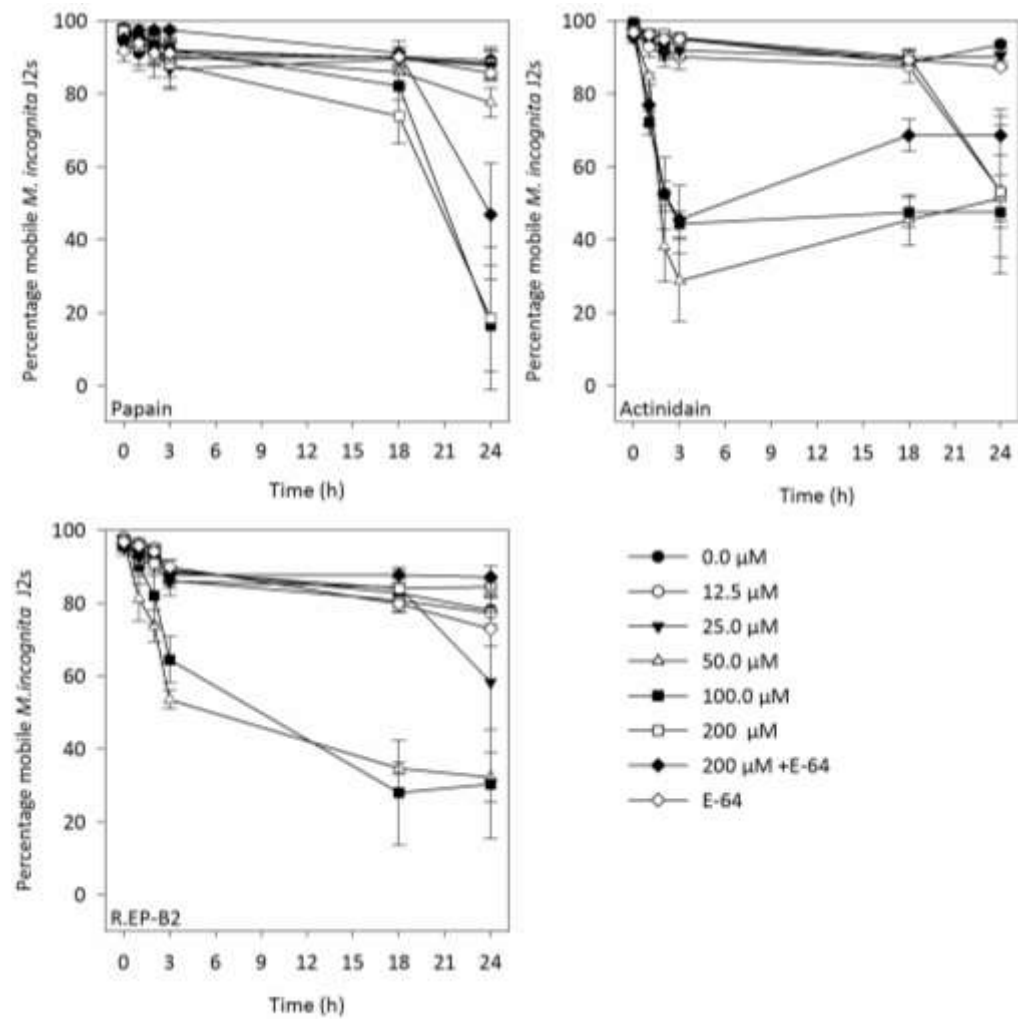 Percentage mobile M. incognita J2s
100
80
60
40
20
0
Papain
0 3 6 9 12 15 18 21 24
Time (h)
Percentage mobile M. incognita J2s
100
80
60
40
20
0
Actinidain
0 3 6 9 12 15 18 21 24
Time (h)
Percentage mobile M.incognita J2s
100
80
60
40
20
0
R.EP-B2
0 3 6 9 12 15 18 21 24
Time (h)
0.0 µM
12.5 µM
25.0 µM
50.0 µM
100.0 µM
200 µM
200 µM +E-64
E-64